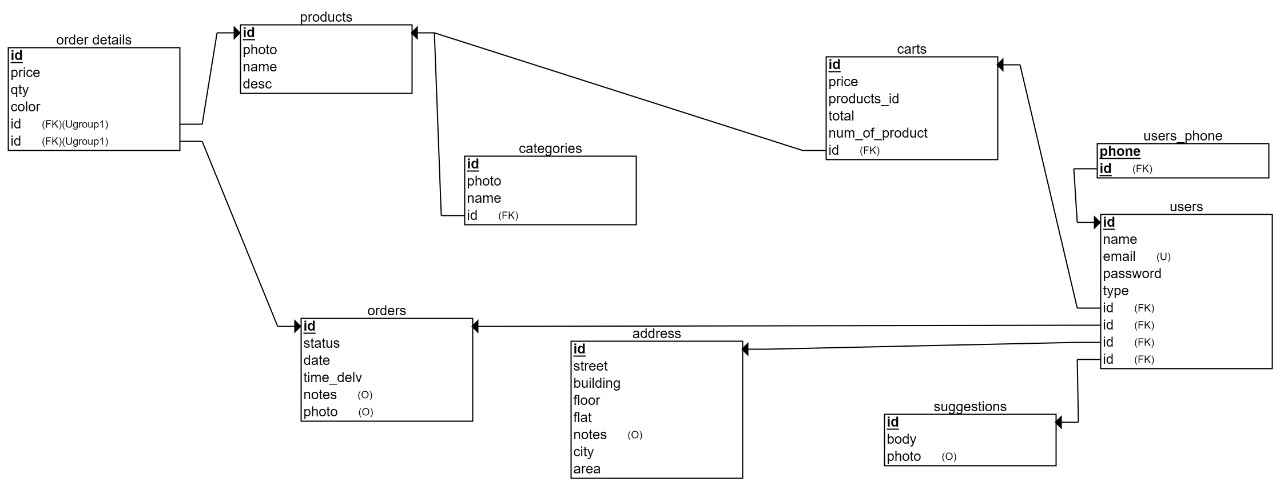 order details
id
price
qty
color
id (FK)(Ugroup1)
id (FK)(Ugroup1)
products
id
photo
name
desc
categories
id
photo
name
id (FK)
carts
id
price
products_id
total
num_of_product
id (FK)
users_phone
phone
id (FK)
users
id
name
email (U)
password
type
id (FK)
id (FK)
id (FK)
id (FK)
orders
id
status
date
time_delv
notes (O)
photo (O)
address
id
street
building
floor
flat
notes (O)
city
area
suggestions
id
body
photo (O)